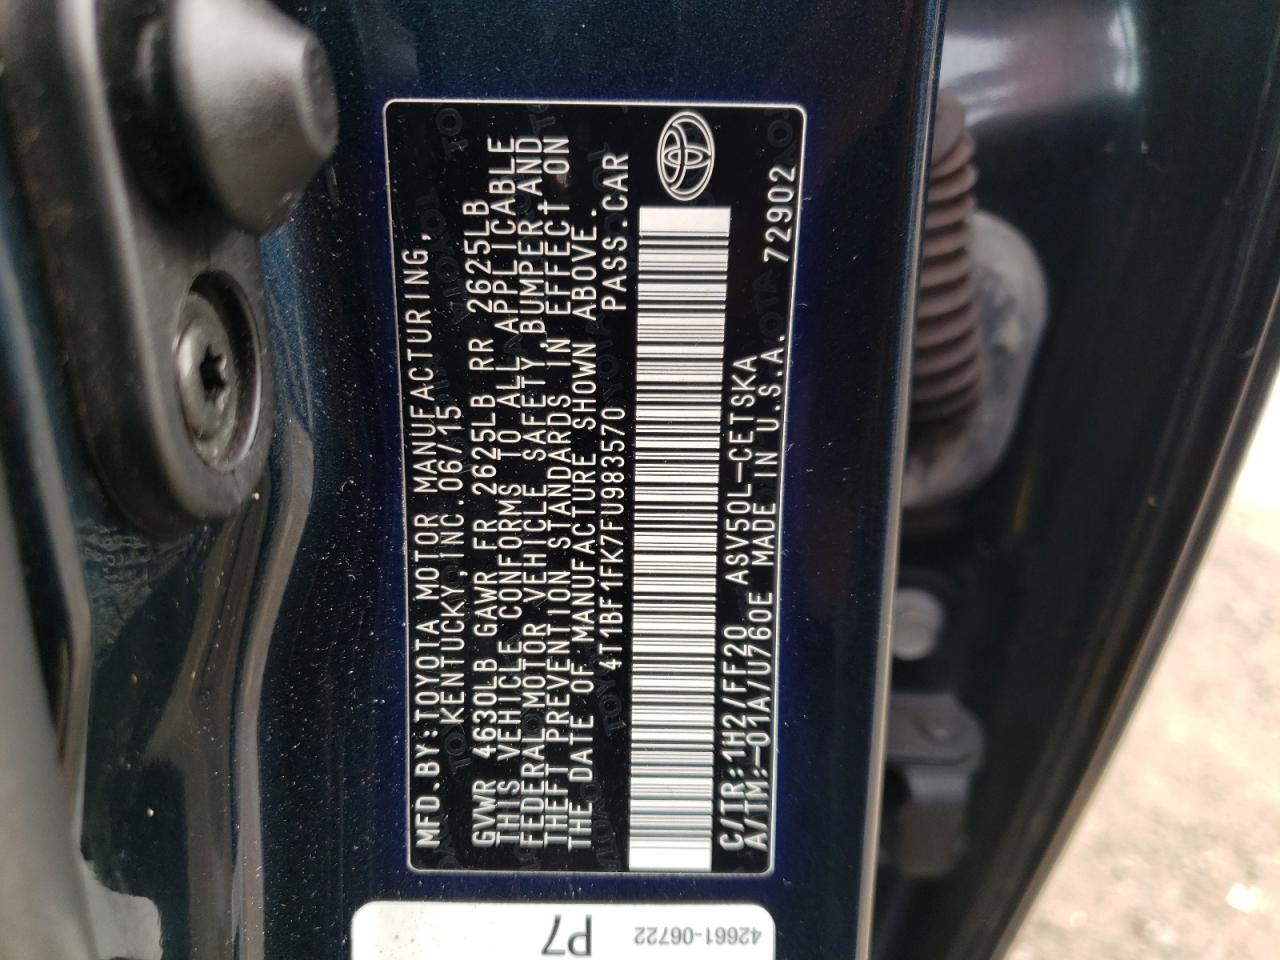 MFD.BY:TOYOTA MOTOR MANUFACTURING,
KENTUCKY,INC.06/15
GVWR 4630LB GAWR FR 2625LB RR 2625LB
THIS VEHICLE CONFORMS TO ALL APPLICABLE
FEDERAL MOTOR VEHICLE SAFETY,BUMPER,AND
THEFT PREVENTION STANDARDS IN EFFECT ON
THE DATE OF MANUFACTURE SHOWN ABOVE.
4T1BF1FK7FU983570 PASS.CAR
C/TR:1H2/FF20 ASV50L-CETSKA
A/TM:-01A/U760E MADE IN U.S.A. 72902
P7
42661-06722